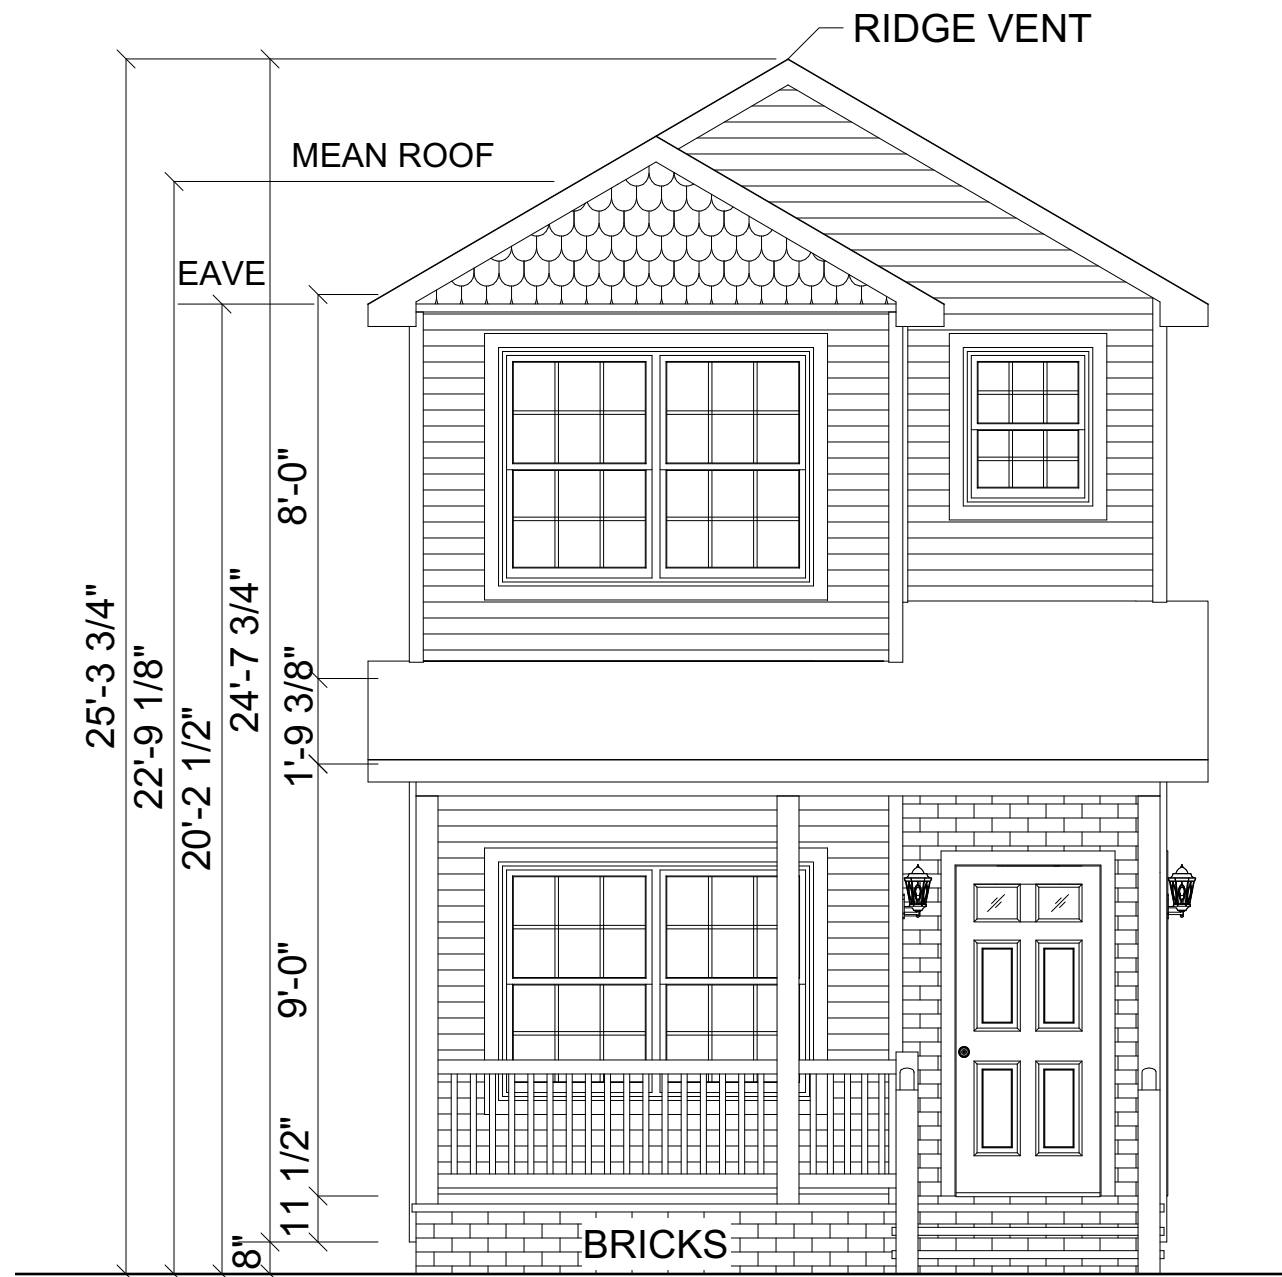 RIDGE VENT
MEAN ROOF
EAVE
8'-0"
25'-3 3/4"
22'-9 1/8"
20'-2 1/2"
24'-7 3/4"
1'-9 3/8"
9'-0"
11 1/2"
8"
BRICKS